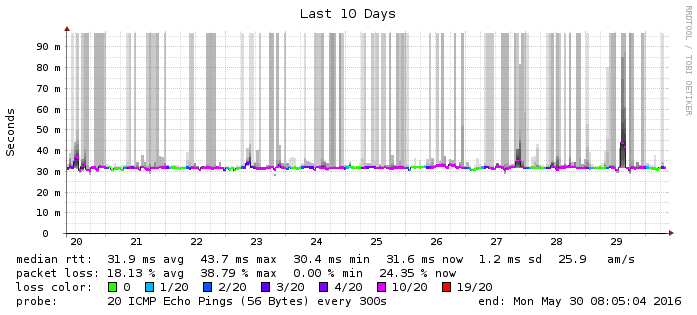 Last 10 Days
RRDTOOL / TOBI OETIKER
Seconds
90 m
80 m
70 m
60 m
50 m
40 m
30 m
20 m
10 m
0
20 21 22 23 24 25 26 27 28 29
median rtt: 31.9 ms avg 43.7 ms max 30.4 ms min 31.6 ms now 1.2 ms sd 25.9 am/s
packet loss: 18.13 % avg 38.79 % max 0.00 % min 24.35 % now
loss color: 0 1/20 2/20 3/20 4/20 10/20 19/20
probe: 20 ICMP Echo Pings (56 Bytes) every 300s end: Mon May 30 08:05:04 2016